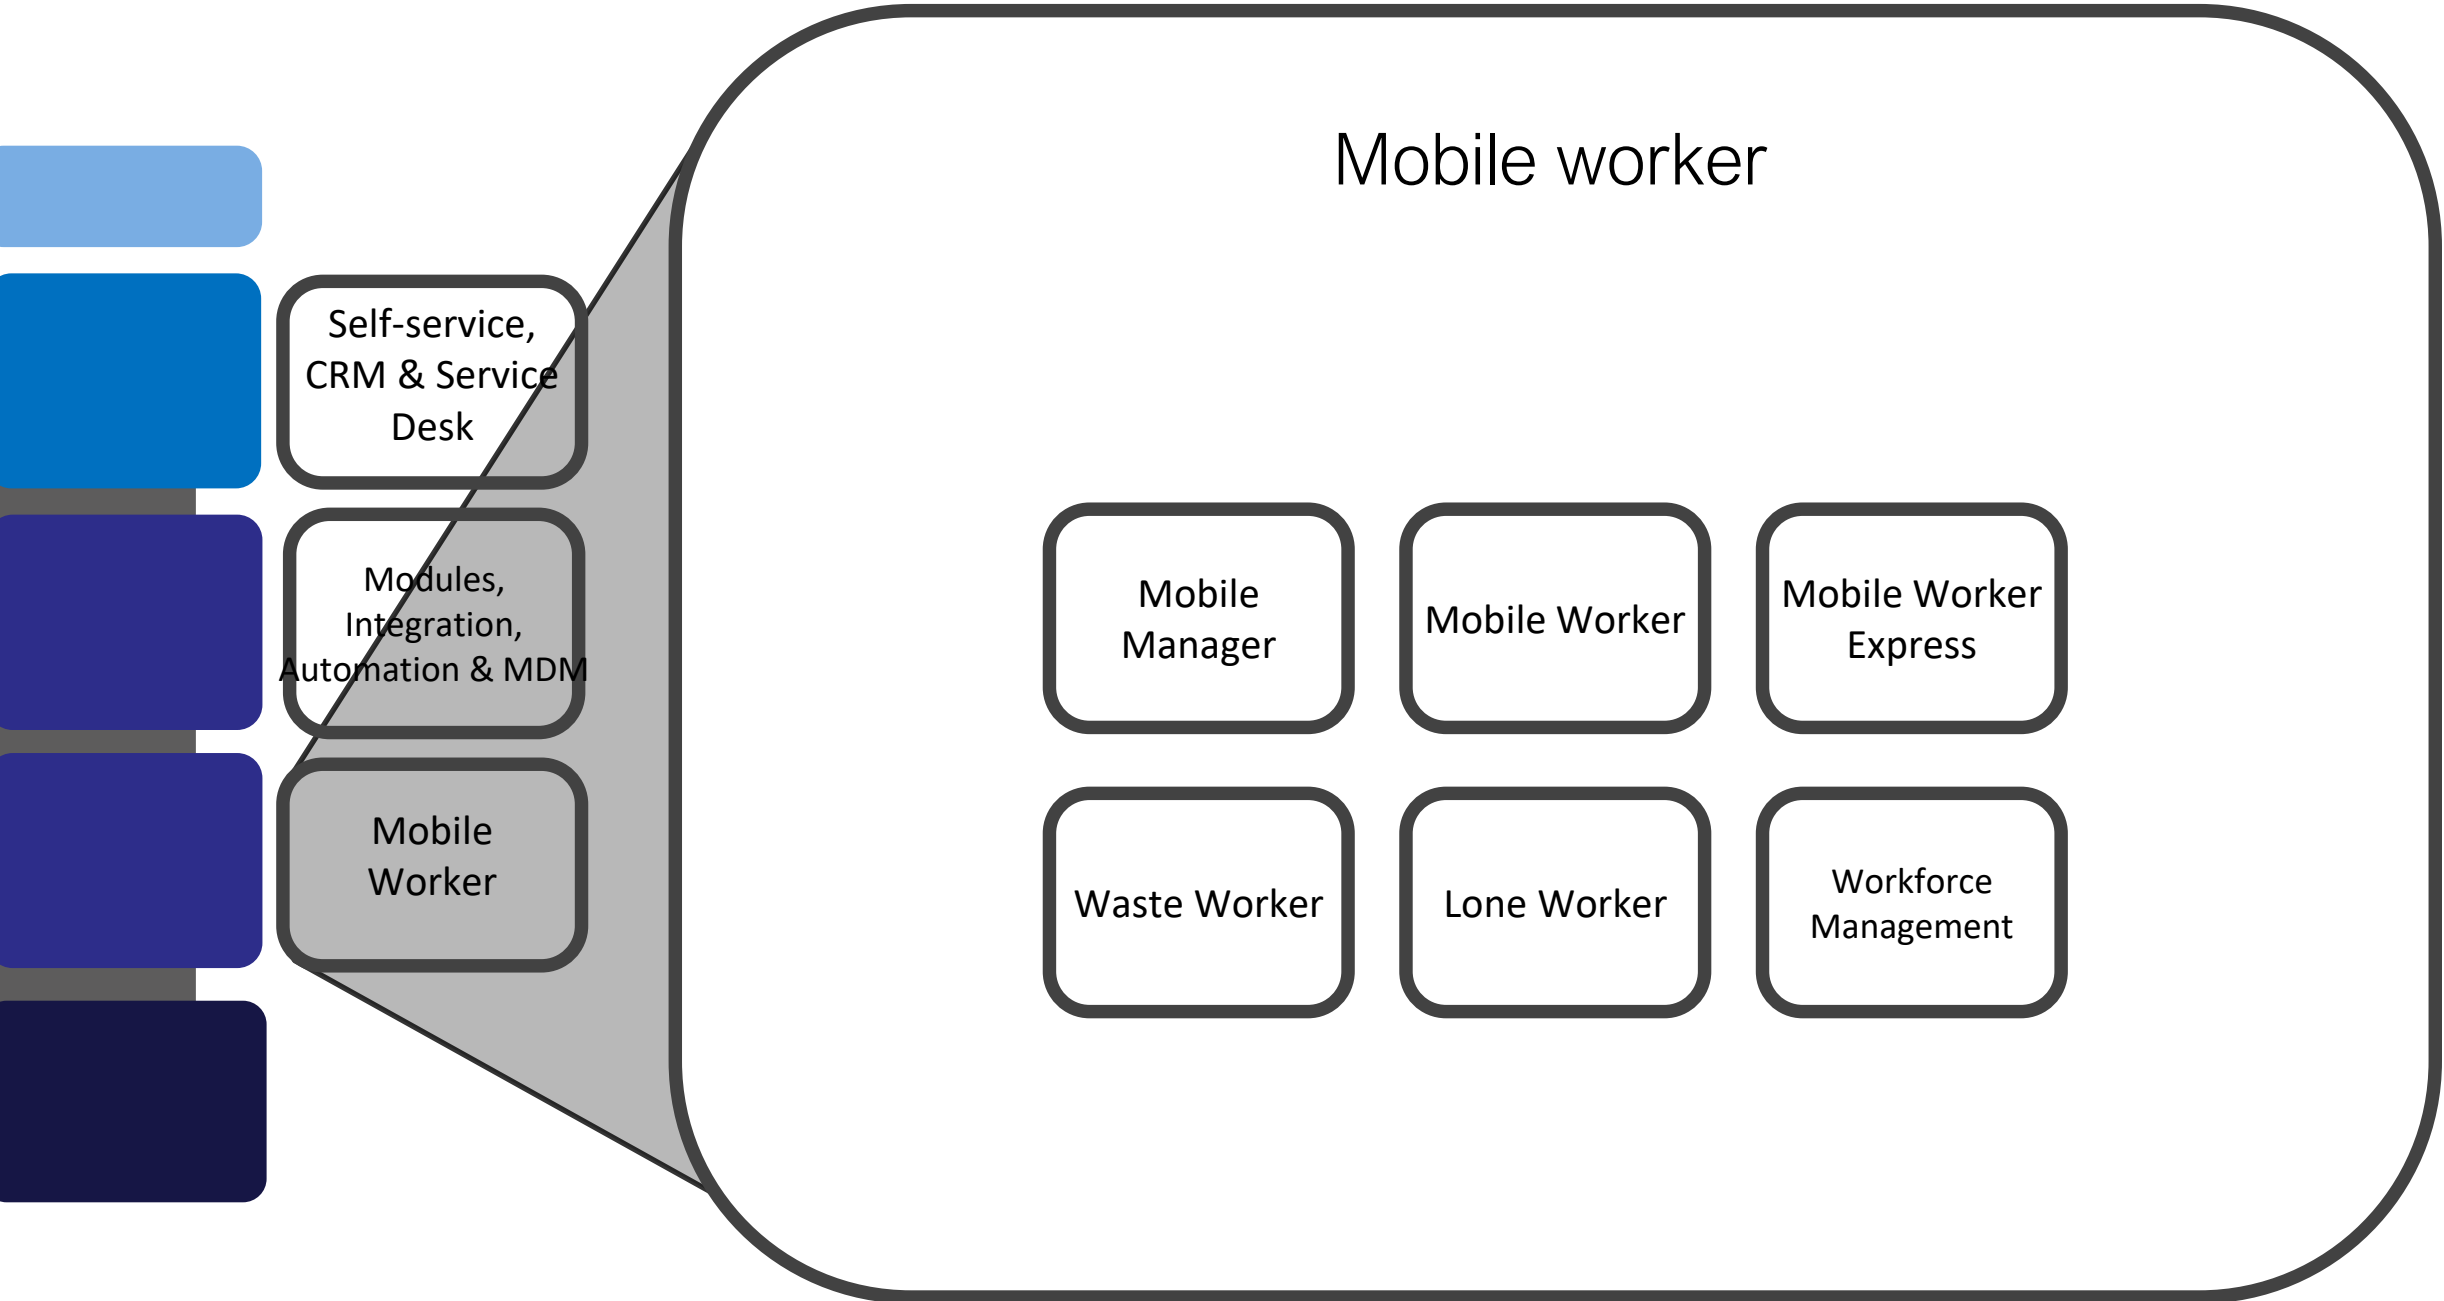 Mobile worker
Self-service,
CRM & Service
Desk
Modules,
Integration,
Automation & MDM
Mobile
Worker
Mobile
Manager
Mobile Worker
Mobile Worker
Express
Waste Worker
Lone Worker
Workforce
Management